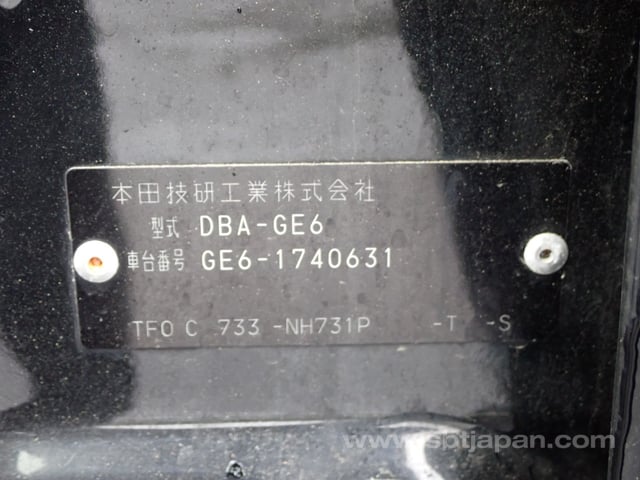 本田技研工業株式会社
型式 DBA-GE6
車台番号 GE6-1740631
TFO C 733 -NH731P -T -S
www.sbtjapan.com